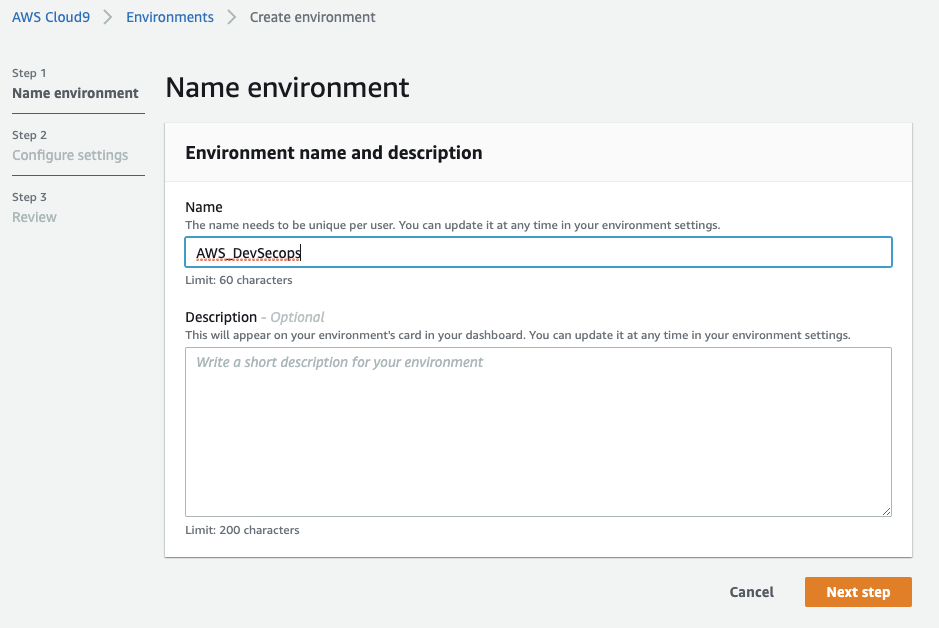 AWS Cloud9 > Environments > Create environment
Step 1
Name environment
Step 2
Configure settings
Step 3
Review
Name environment
Environment name and description
Name
The name needs to be unique per user. You can update it at any time in your environment settings.
AWS_DevSecops
Limit: 60 characters
Description - Optional
This will appear on your environment's card in your dashboard. You can update it at any time in your environment settings.
Write a short description for your environment
Limit: 200 characters
Cancel Next step